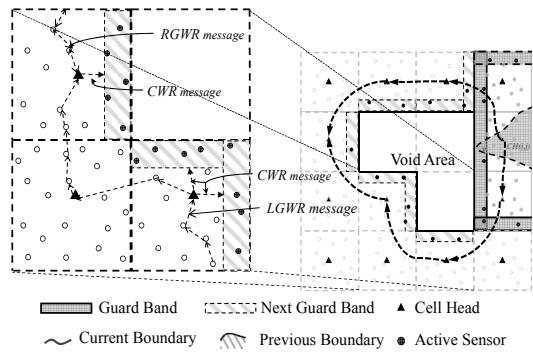 RGWR message
CWR message
CWR message
LGWR message
Void Area
Guard Band
Next Guard Band
Cell Head
Current Boundary
Previous Boundary
Active Sensor